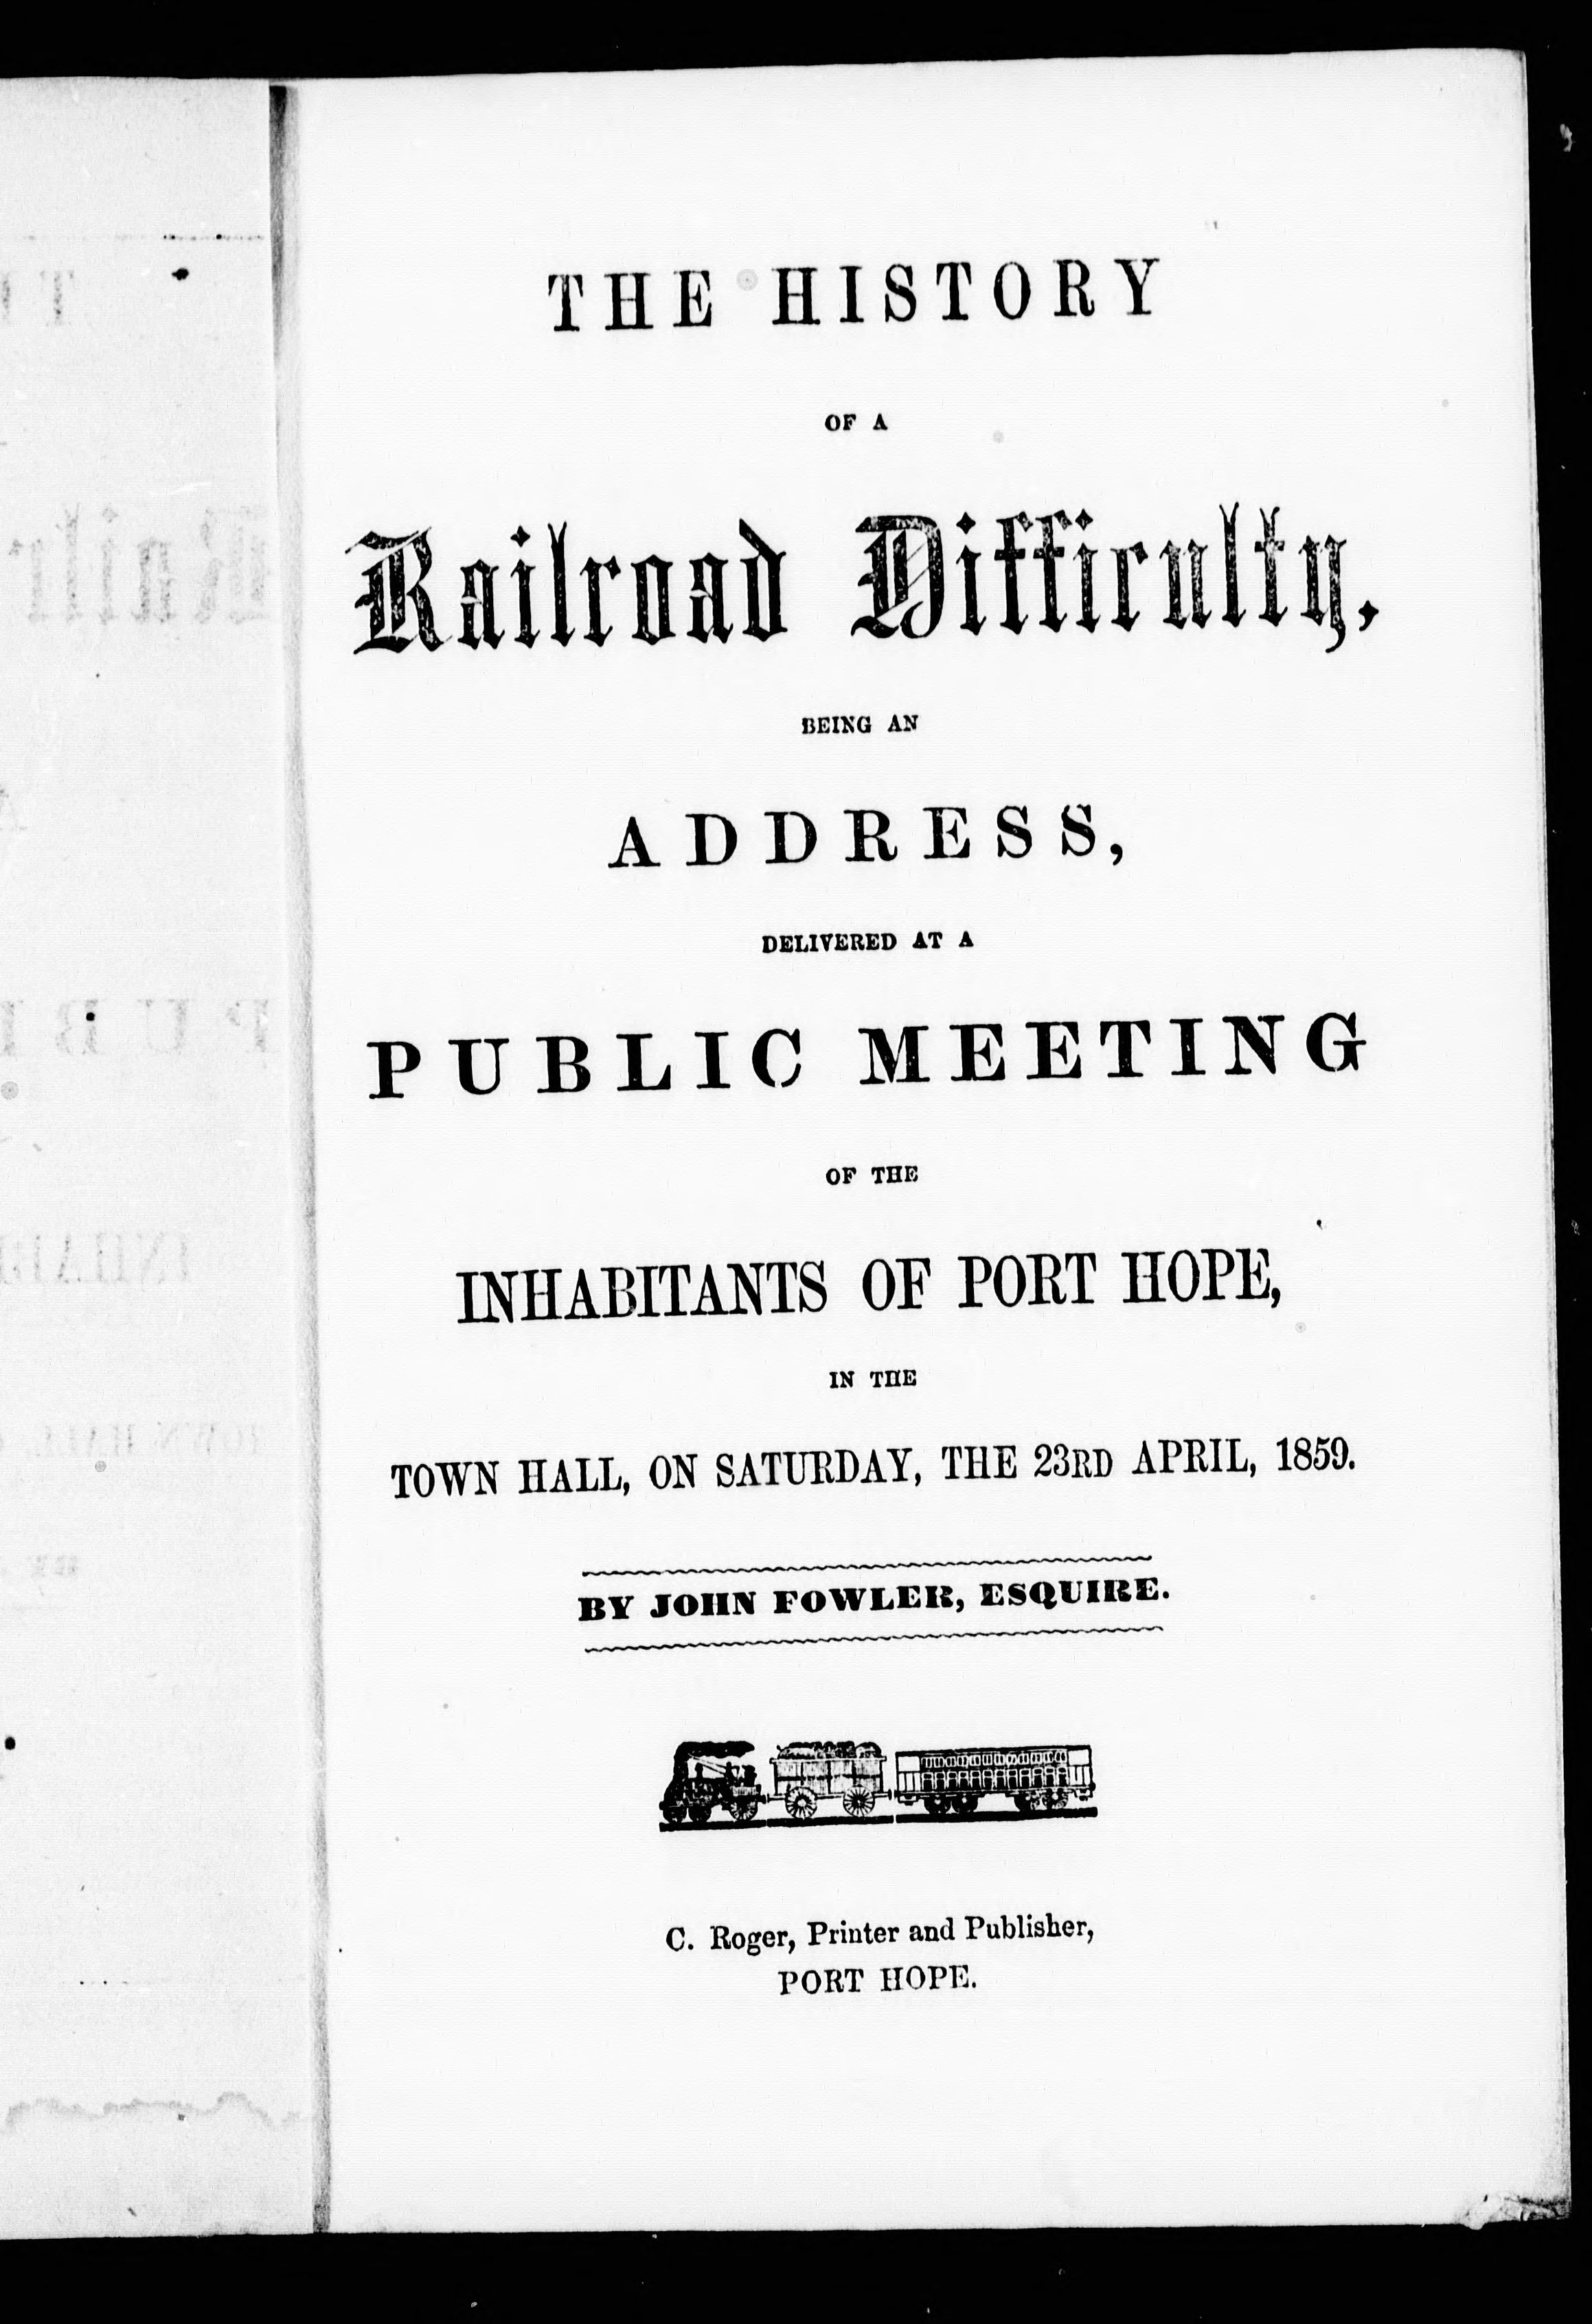 THE HISTORY
OF A
Railroad Difficulty,
BEING AN
ADDRESS,
DELIVERED AT A
PUBLIC MEETING
OF THE
INHABITANTS OF PORT HOPE,
IN THE
TOWN HALL, ON SATURDAY, THE 23RD APRIL, 1859.
BY JOHN FOWLER, ESQUIRE.
C. Roger, Printer and Publisher,
PORT HOPE.